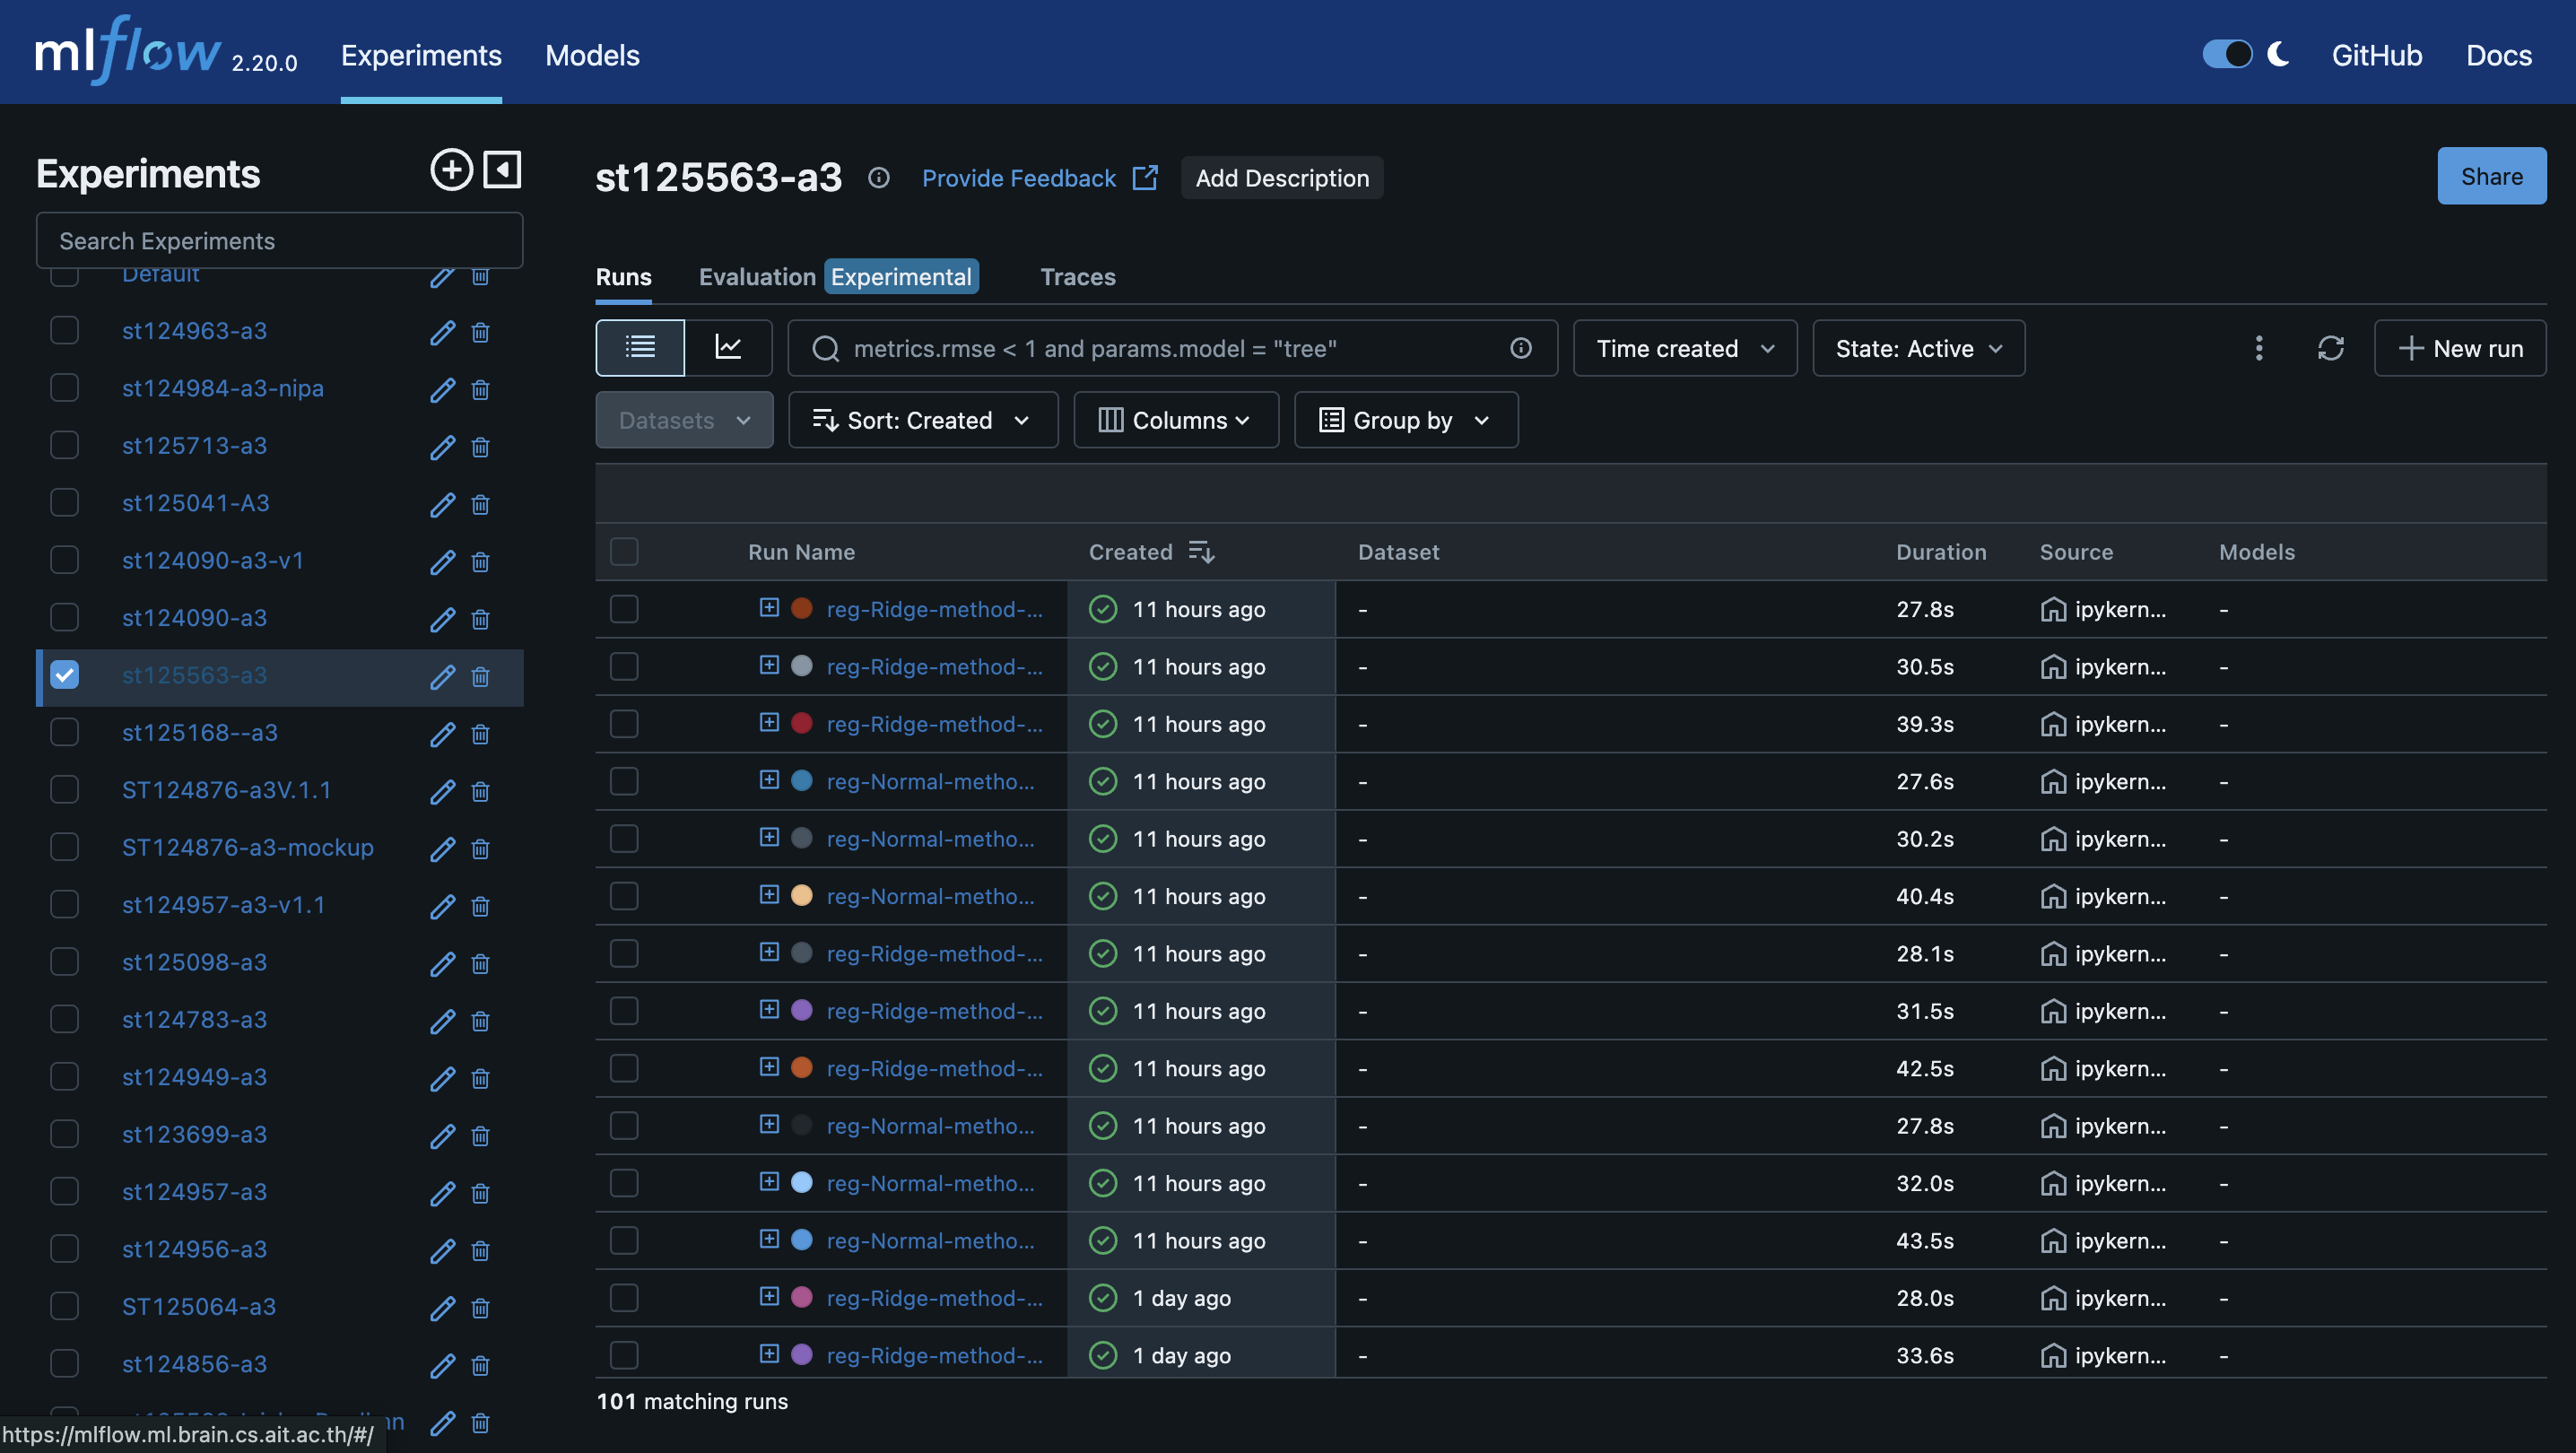 mlflow 2.20.0 Experiments Models GitHub Docs
Experiments
Search Experiments
Default
st124963-a3
st124984-a3-nipa
st125713-a3
st125041-A3
st124090-a3-v1
st124090-a3
st125563-a3
st125168--a3
ST124876-a3V.1.1
ST124876-a3-mockup
st124957-a3-v1.1
st125098-a3
st124783-a3
st124949-a3
st123699-a3
st124957-a3
st124956-a3
ST125064-a3
st124856-a3
https://mlflow.ml.brain.cs.ait.ac.th/#/
st125563-a3 Provide Feedback Add Description Share
Runs Evaluation Experimental Traces
metrics.rmse < 1 and params.model = "tree" Time created State: Active New run
Datasets Sort: Created Columns Group by
Run Name Created Dataset Duration Source Models
reg-Ridge-method-... 11 hours ago - 27.8s ipykern... -
reg-Ridge-method-... 11 hours ago - 30.5s ipykern... -
reg-Ridge-method-... 11 hours ago - 39.3s ipykern... -
reg-Normal-metho... 11 hours ago - 27.6s ipykern... -
reg-Normal-metho... 11 hours ago - 30.2s ipykern... -
reg-Normal-metho... 11 hours ago - 40.4s ipykern... -
reg-Ridge-method-... 11 hours ago - 28.1s ipykern... -
reg-Ridge-method-... 11 hours ago - 31.5s ipykern... -
reg-Ridge-method-... 11 hours ago - 42.5s ipykern... -
reg-Normal-metho... 11 hours ago - 27.8s ipykern... -
reg-Normal-metho... 11 hours ago - 32.0s ipykern... -
reg-Normal-metho... 11 hours ago - 43.5s ipykern... -
reg-Ridge-method-... 1 day ago - 28.0s ipykern... -
reg-Ridge-method-... 1 day ago - 33.6s ipykern... -
101 matching runs